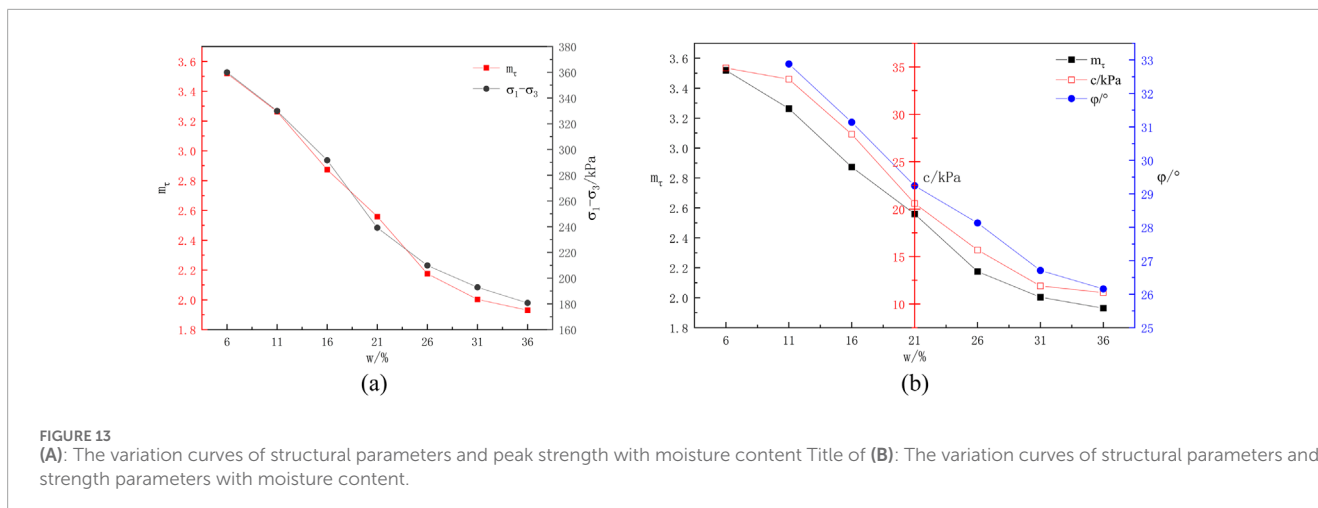 3.6
3.4
3.2
3.0
2.8
2.6
2.4
2.2
2.0
1.8
mτ
380
360
340
320
300
280
260
240
220
200
180
160
σ1-σ3/kPa
mτ
σ1-σ3
6 11 16 21 26 31 36
w/%
(a)
3.6
3.4
3.2
3.0
2.8
2.6
2.4
2.2
2.0
1.8
mτ
35
30
25
20
15
10
c/kPa
mτ
c/kPa
φ/°
33
32
31
30
29
28
27
26
25
φ/°
6 11 16 21 26 31 36
w/%
(b)
FIGURE 13
(A): The variation curves of structural parameters and peak strength with moisture content Title of (B): The variation curves of structural parameters and
strength parameters with moisture content.